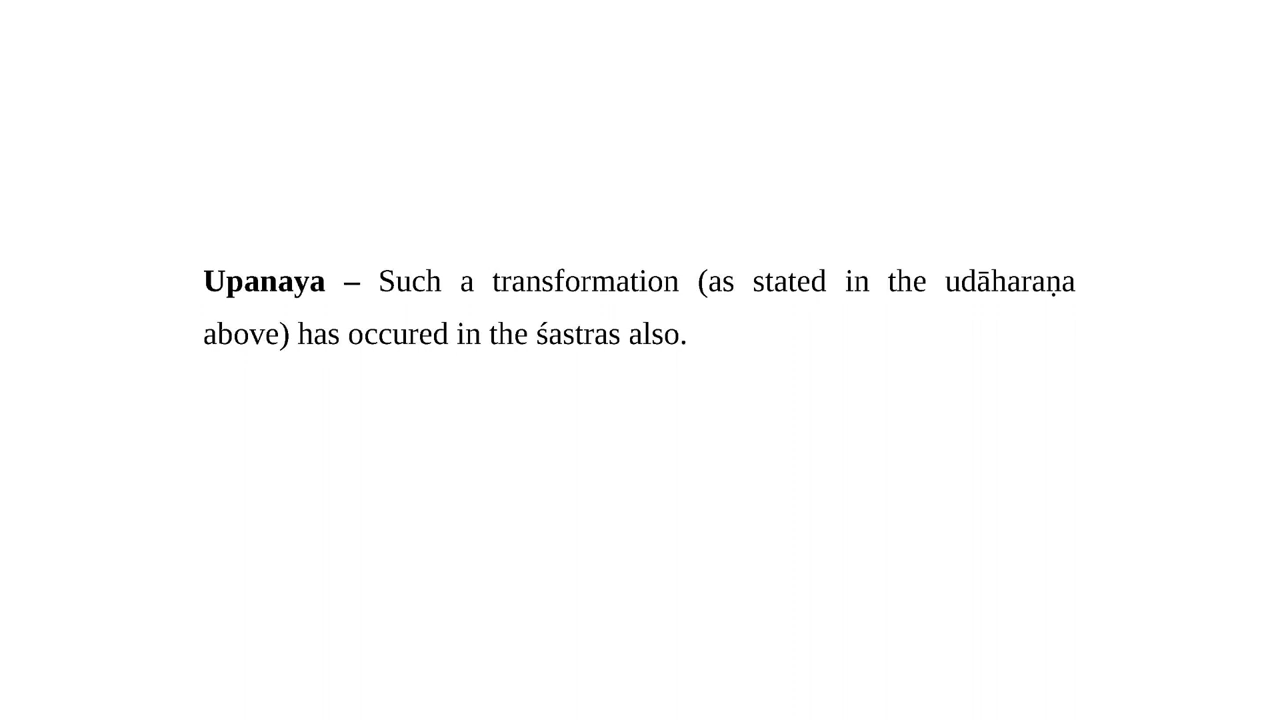 Upanaya – Such a transformation (as stated in the udāharaṇa
above) has occured in the śastras also.